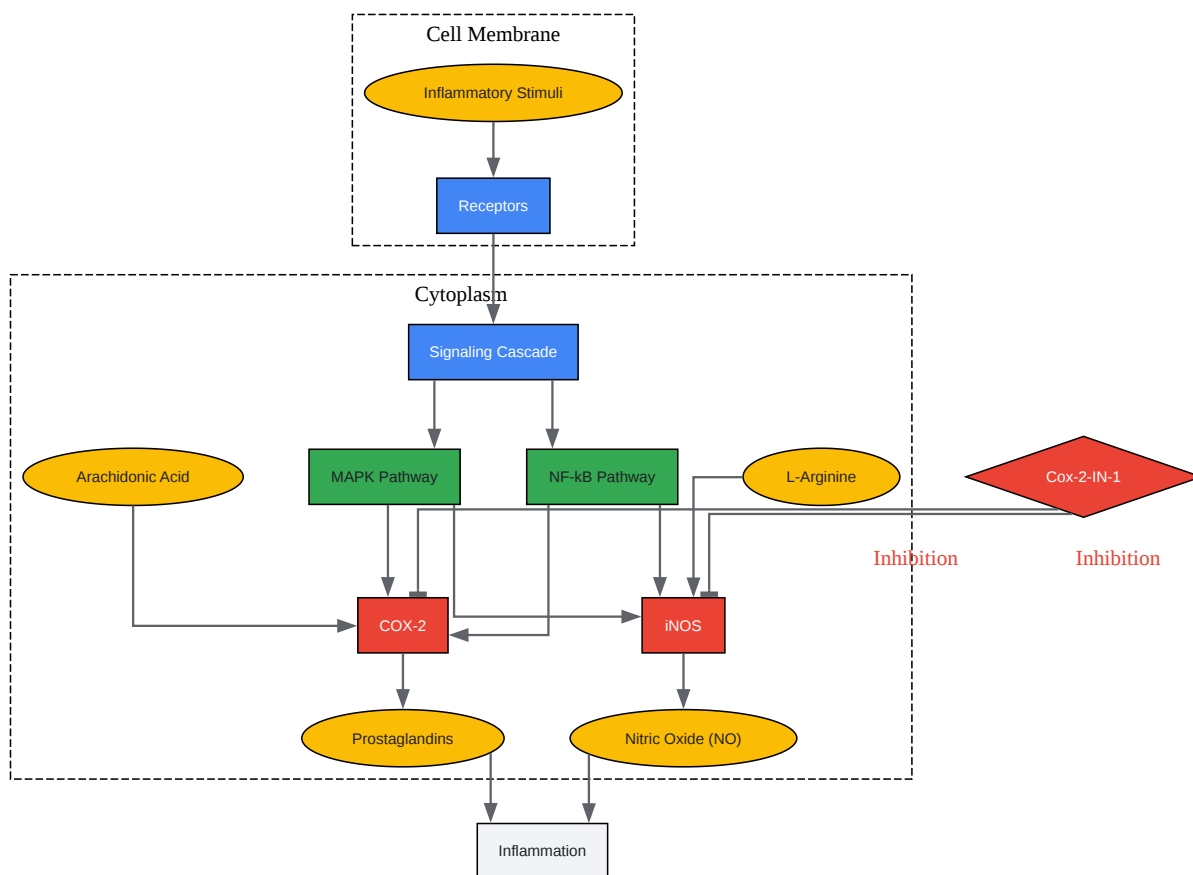 Cell Membrane
Inflammatory Stimuli
Receptors
Cytoplasm
Signaling Cascade
Arachidonic Acid
MAPK Pathway
NF-kB Pathway
L-Arginine
Cox-2-IN-1
Inhibition
Inhibition
COX-2
iNOS
Prostaglandins
Nitric Oxide (NO)
Inflammation